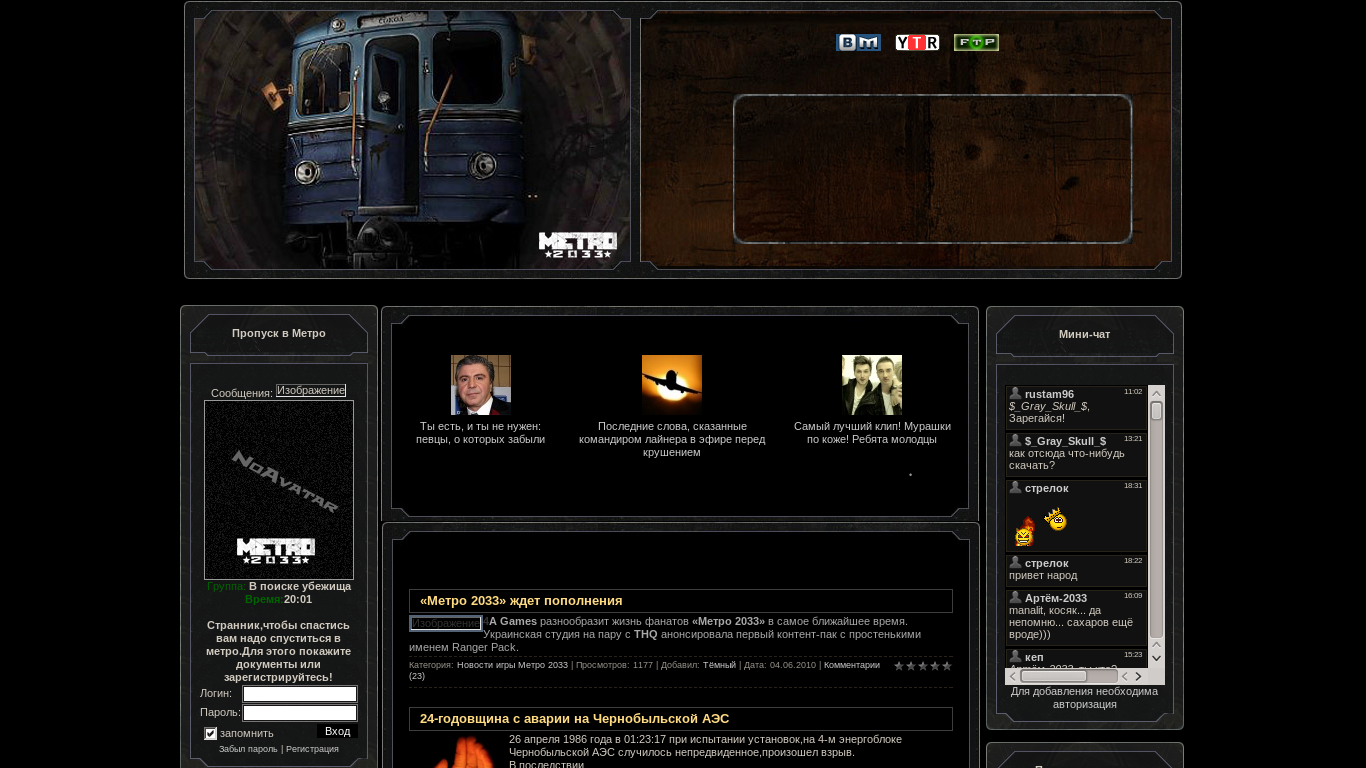 СОКОЛ
METRO
2033
BM YTR FTP
Пропуск в Метро
Сообщения: Изображение
NoAvatar
METRO
2033
Группа: В поиске убежища
Время:20:01
Странник,чтобы спастись
вам надо спуститься в
метро.Для этого покажите
документы или
зарегистрируйтесь!
Логин:
Пароль:
запомнить Вход
Забыл пароль | Регистрация
Ты есть, и ты не нужен:
певцы, о которых забыли
Последние слова, сказанные
командиром лайнера в эфире перед
крушением
Самый лучший клип! Мурашки
по коже! Ребята молодцы
«Метро 2033» ждет пополнения
Изображение 4A Games разнообразит жизнь фанатов «Метро 2033» в самое ближайшее время.
Украинская студия на пару с THQ анонсировала первый контент-пак с простенькими
именем Ranger Pack.
Категория: Новости игры Метро 2033 | Просмотров: 1177 | Добавил: Тёмный | Дата: 04.06.2010 | Комментарии
(23)
24-годовщина с аварии на Чернобыльской АЭС
26 апреля 1986 года в 01:23:17 при испытании установок,на 4-м энергоблоке
Чернобыльской АЭС случилось непредвиденное,произошел взрыв.
В последствии
Мини-чат
rustam96 11:02
$_Gray_Skull_$,
Зарегайся!
$_Gray_Skull_$ 13:21
как отсюда что-нибудь
скачать?
стрелок 18:31
стрелок 18:22
привет народ
Артём-2033 16:09
manalit, косяк... да
непомню... сахаров ещё
вроде)))
кеп 15:23
Для добавления необходима
авторизация